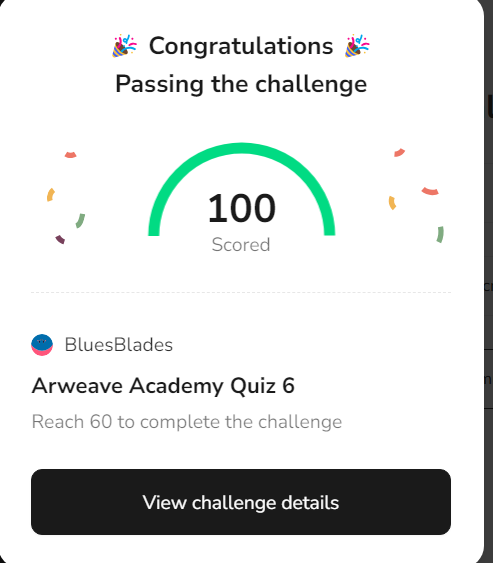 🎉 Congratulations 🎉
Passing the challenge
100
Scored
BluesBlades
Arweave Academy Quiz 6
Reach 60 to complete the challenge
View challenge details